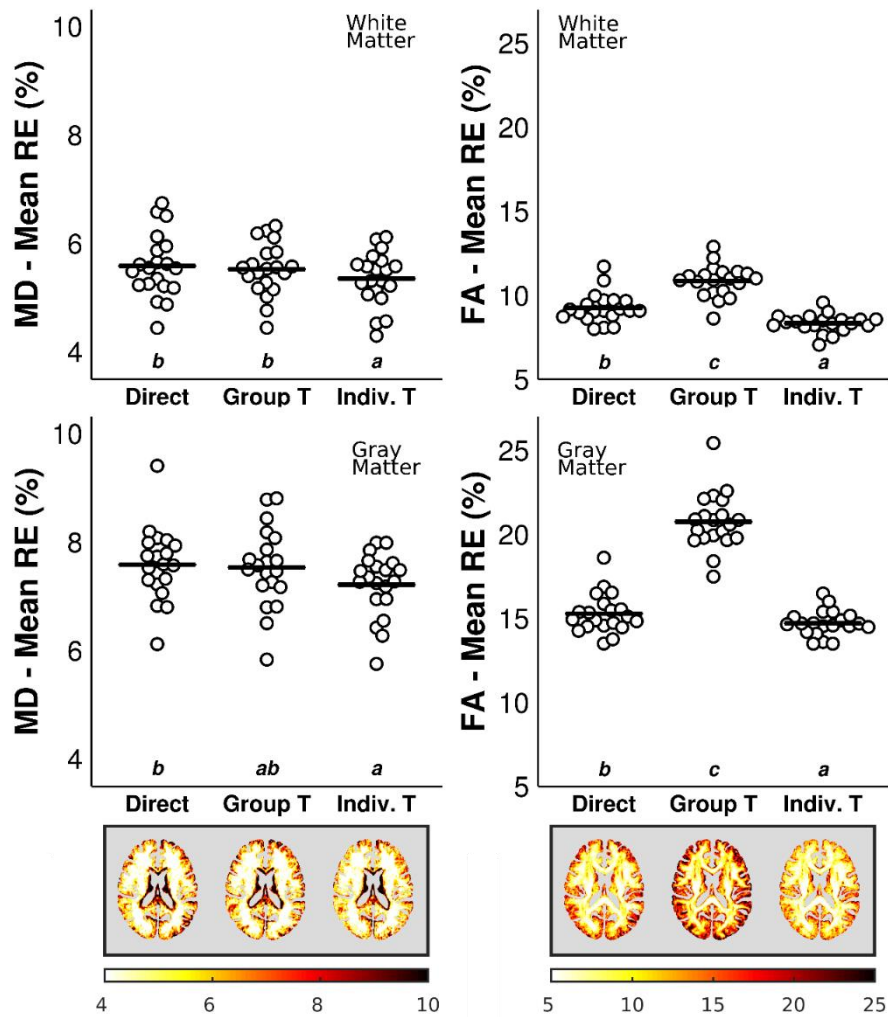 MD - Mean RE (%)
10
8
6
4
White
Matter
b
b
a
Direct
Group T
Indiv. T
FA - Mean RE (%)
25
20
15
10
5
White
Matter
b
c
a
Direct
Group T
Indiv. T
MD - Mean RE (%)
10
8
6
4
Gray
Matter
b
ab
a
Direct
Group T
Indiv. T
FA - Mean RE (%)
25
20
15
10
5
Gray
Matter
b
c
a
Direct
Group T
Indiv. T
4 6 8 10
5 10 15 20 25